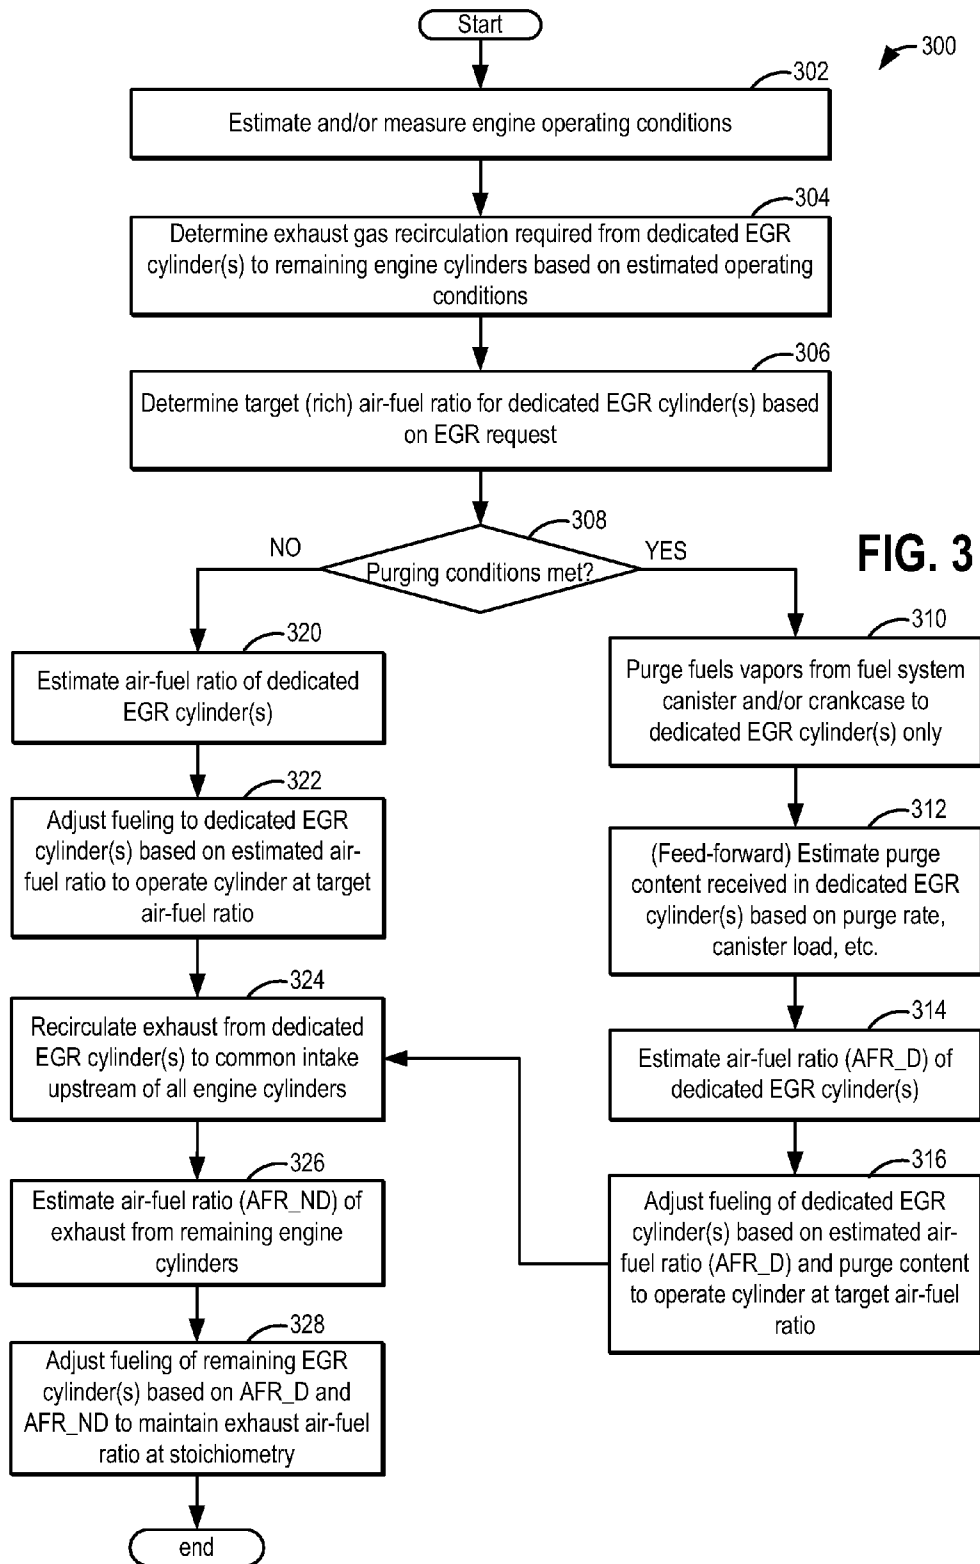 Start
300
302
Estimate and/or measure engine operating conditions
304
Determine exhaust gas recirculation required from dedicated EGR
cylinder(s) to remaining engine cylinders based on estimated operating
conditions
306
Determine target (rich) air-fuel ratio for dedicated EGR cylinder(s) based
on EGR request
308
NO
YES
Purging conditions met?
FIG. 3
320
Estimate air-fuel ratio of dedicated
EGR cylinder(s)
322
Adjust fueling to dedicated EGR
cylinder(s) based on estimated air-
fuel ratio to operate cylinder at target
air-fuel ratio
324
Recirculate exhaust from dedicated
EGR cylinder(s) to common intake
upstream of all engine cylinders
326
Estimate air-fuel ratio (AFR_ND) of
exhaust from remaining engine
cylinders
328
Adjust fueling of remaining EGR
cylinder(s) based on AFR_D and
AFR_ND to maintain exhaust air-fuel
ratio at stoichiometry
end
310
Purge fuels vapors from fuel system
canister and/or crankcase to
dedicated EGR cylinder(s) only
312
(Feed-forward) Estimate purge
content received in dedicated EGR
cylinder(s) based on purge rate,
canister load, etc.
314
Estimate air-fuel ratio (AFR_D) of
dedicated EGR cylinder(s)
316
Adjust fueling of dedicated EGR
cylinder(s) based on estimated air-
fuel ratio (AFR_D) and purge content
to operate cylinder at target air-fuel
ratio